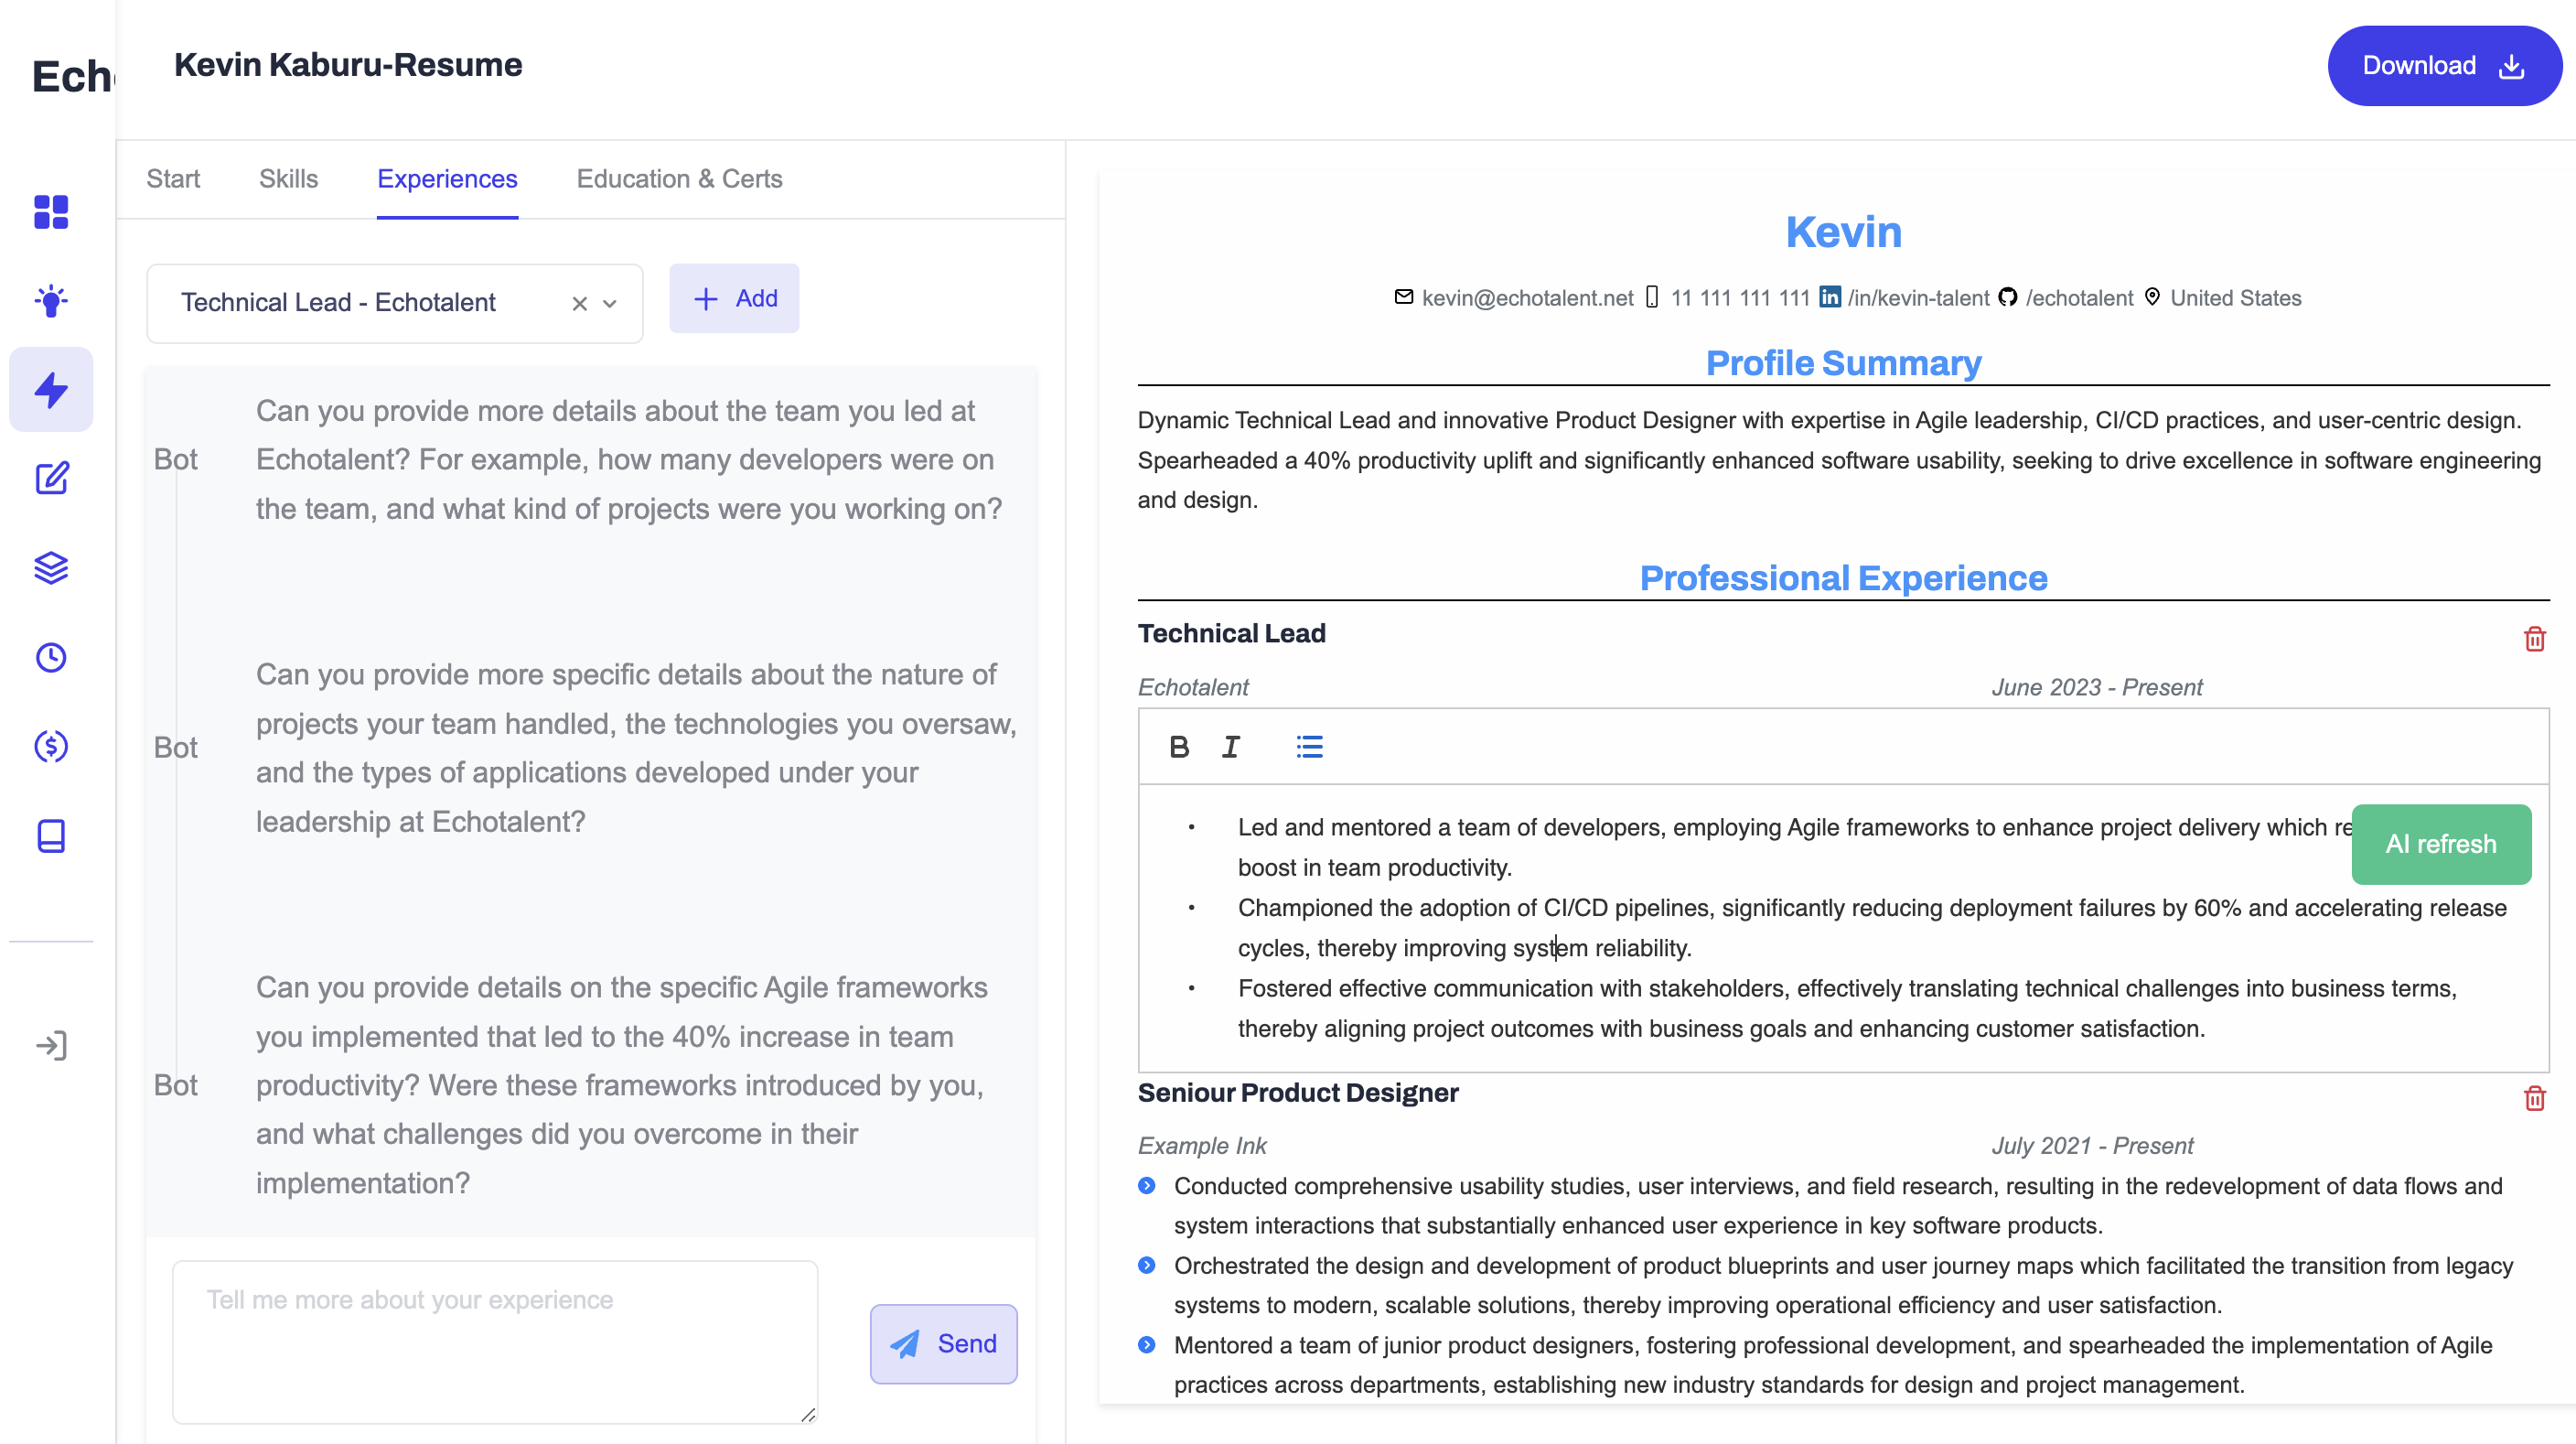 Echo
Kevin Kaburu-Resume
Download
Start Skills Experiences Education & Certs
Technical Lead - Echotalent
Add
Bot
Can you provide more details about the team you led at
Echotalent? For example, how many developers were on
the team, and what kind of projects were you working on?
Bot
Can you provide more specific details about the nature of
projects your team handled, the technologies you oversaw,
and the types of applications developed under your
leadership at Echotalent?
Bot
Can you provide details on the specific Agile frameworks
you implemented that led to the 40% increase in team
productivity? Were these frameworks introduced by you,
and what challenges did you overcome in their
implementation?
Tell me more about your experience
Send
Kevin
kevin@echotalent.net 11 111 111 111 /in/kevin-talent /echotalent United States
Profile Summary
Dynamic Technical Lead and innovative Product Designer with expertise in Agile leadership, CI/CD practices, and user-centric design.
Spearheaded a 40% productivity uplift and significantly enhanced software usability, seeking to drive excellence in software engineering
and design.
Professional Experience
Technical Lead
Echotalent June 2023 - Present
B I
Led and mentored a team of developers, employing Agile frameworks to enhance project delivery which re
boost in team productivity.
AI refresh
Championed the adoption of CI/CD pipelines, significantly reducing deployment failures by 60% and accelerating release
cycles, thereby improving system reliability.
Fostered effective communication with stakeholders, effectively translating technical challenges into business terms,
thereby aligning project outcomes with business goals and enhancing customer satisfaction.
Seniour Product Designer
Example Ink July 2021 - Present
Conducted comprehensive usability studies, user interviews, and field research, resulting in the redevelopment of data flows and
system interactions that substantially enhanced user experience in key software products.
Orchestrated the design and development of product blueprints and user journey maps which facilitated the transition from legacy
systems to modern, scalable solutions, thereby improving operational efficiency and user satisfaction.
Mentored a team of junior product designers, fostering professional development, and spearheaded the implementation of Agile
practices across departments, establishing new industry standards for design and project management.